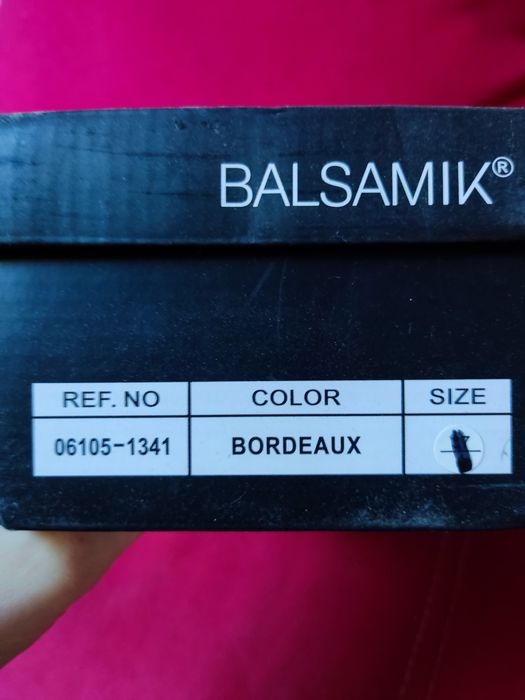 BALSAMIK®
REF. NO COLOR SIZE
06105-1341 BORDEAUX